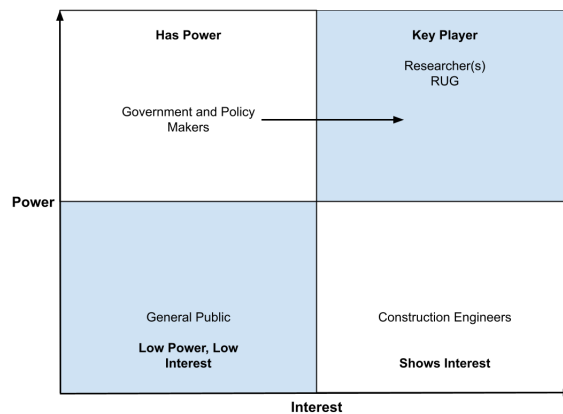 Has Power
Key Player
Researcher(s)
RUG
Government and Policy
Makers
Power
General Public
Construction Engineers
Low Power, Low
Interest
Shows Interest
Interest